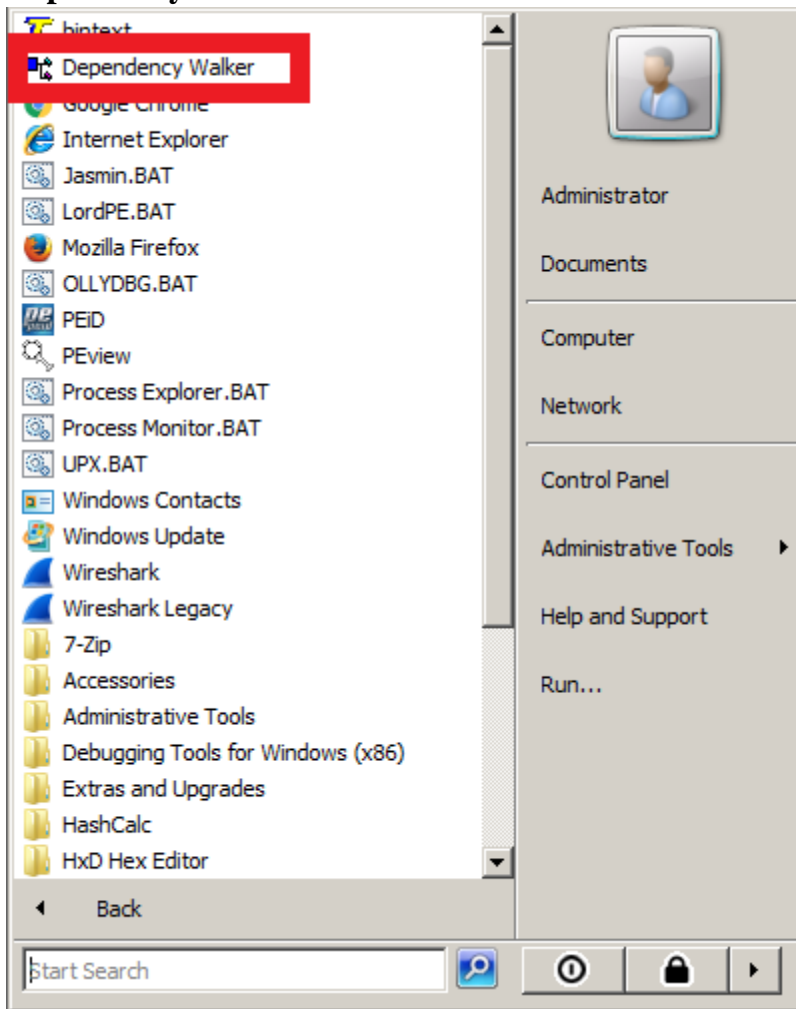 bintext
Dependency Walker
Google Chrome
Internet Explorer
Jasmin.BAT
LordPE.BAT
Mozilla Firefox
OLLYDBG.BAT
PEiD
PEview
Process Explorer.BAT
Process Monitor.BAT
UPX.BAT
Windows Contacts
Windows Update
Wireshark
Wireshark Legacy
7-Zip
Accessories
Administrative Tools
Debugging Tools for Windows (x86)
Extras and Upgrades
HashCalc
HxD Hex Editor
Back
Start Search
Administrator
Documents
Computer
Network
Control Panel
Administrative Tools
Help and Support
Run...